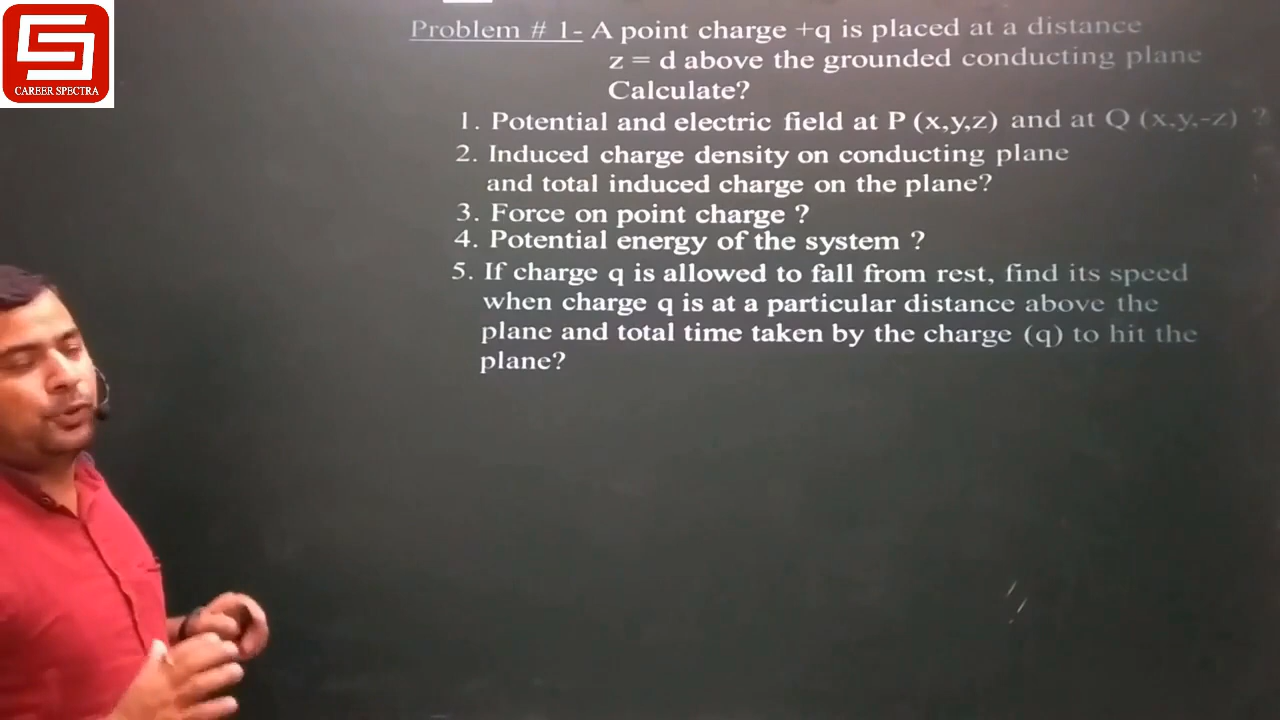 CAREER SPECTRA
Problem # 1- A point charge +q is placed at a distance
z = d above the grounded conducting plane
Calculate?
1. Potential and electric field at P (x,y,z) and at Q (x,y,-z) ?
2. Induced charge density on conducting plane
and total induced charge on the plane?
3. Force on point charge ?
4. Potential energy of the system ?
5. If charge q is allowed to fall from rest, find its speed
when charge q is at a particular distance above the
plane and total time taken by the charge (q) to hit the
plane?